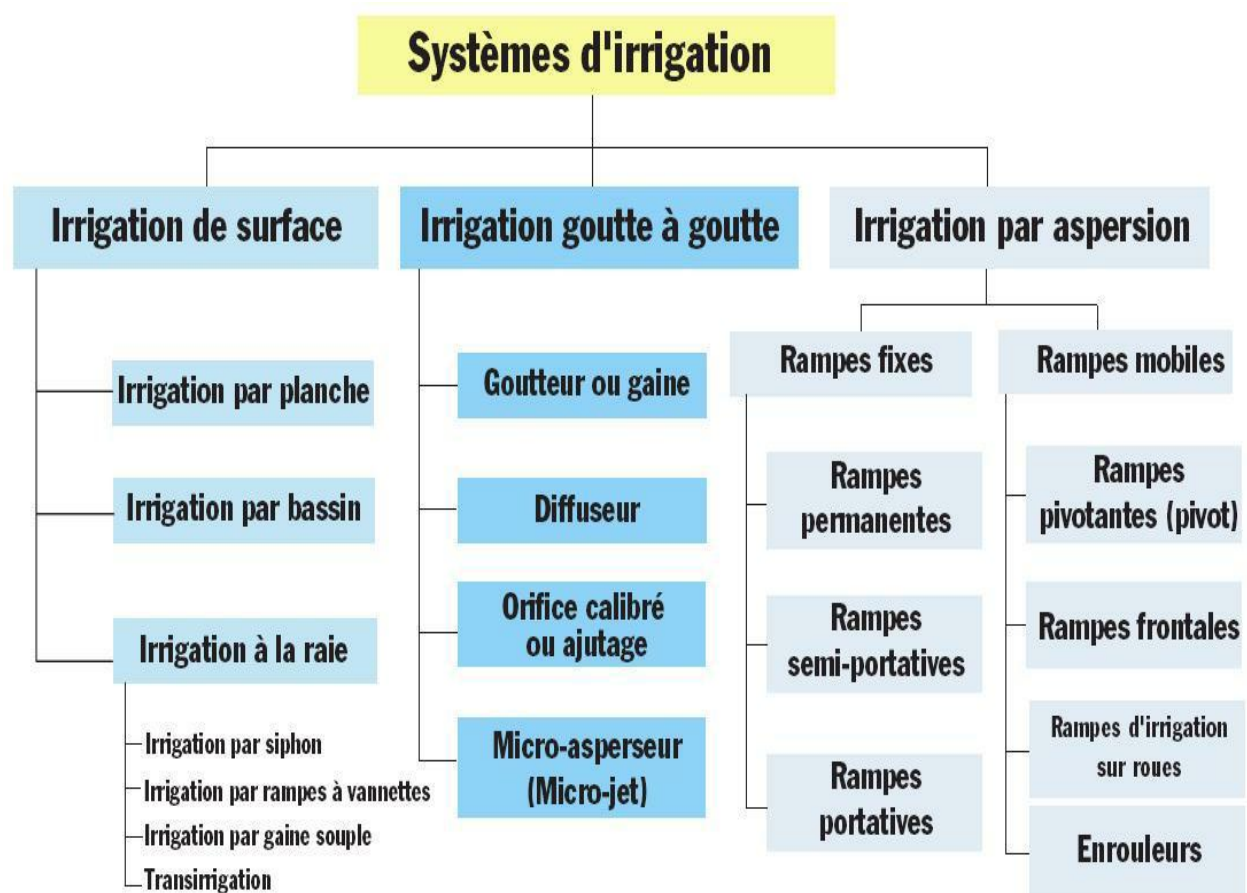 Systèmes d'irrigation
Irrigation de surface
Irrigation par planche
Irrigation par bassin
Irrigation à la raie
Irrigation par siphon
Irrigation par rampes à vannettes
Irrigation par gaine souple
Transirrigation
Irrigation goutte à goutte
Goutteur ou gaine
Diffuseur
Orifice calibré
ou ajutage
Micro-asperseur
(Micro-jet)
Irrigation par aspersion
Rampes fixes
Rampes
permanentes
Rampes
semi-portatives
Rampes
portatives
Rampes mobiles
Rampes
pivotantes (pivot)
Rampes frontales
Rampes d'irrigation
sur roues
Enrouleurs